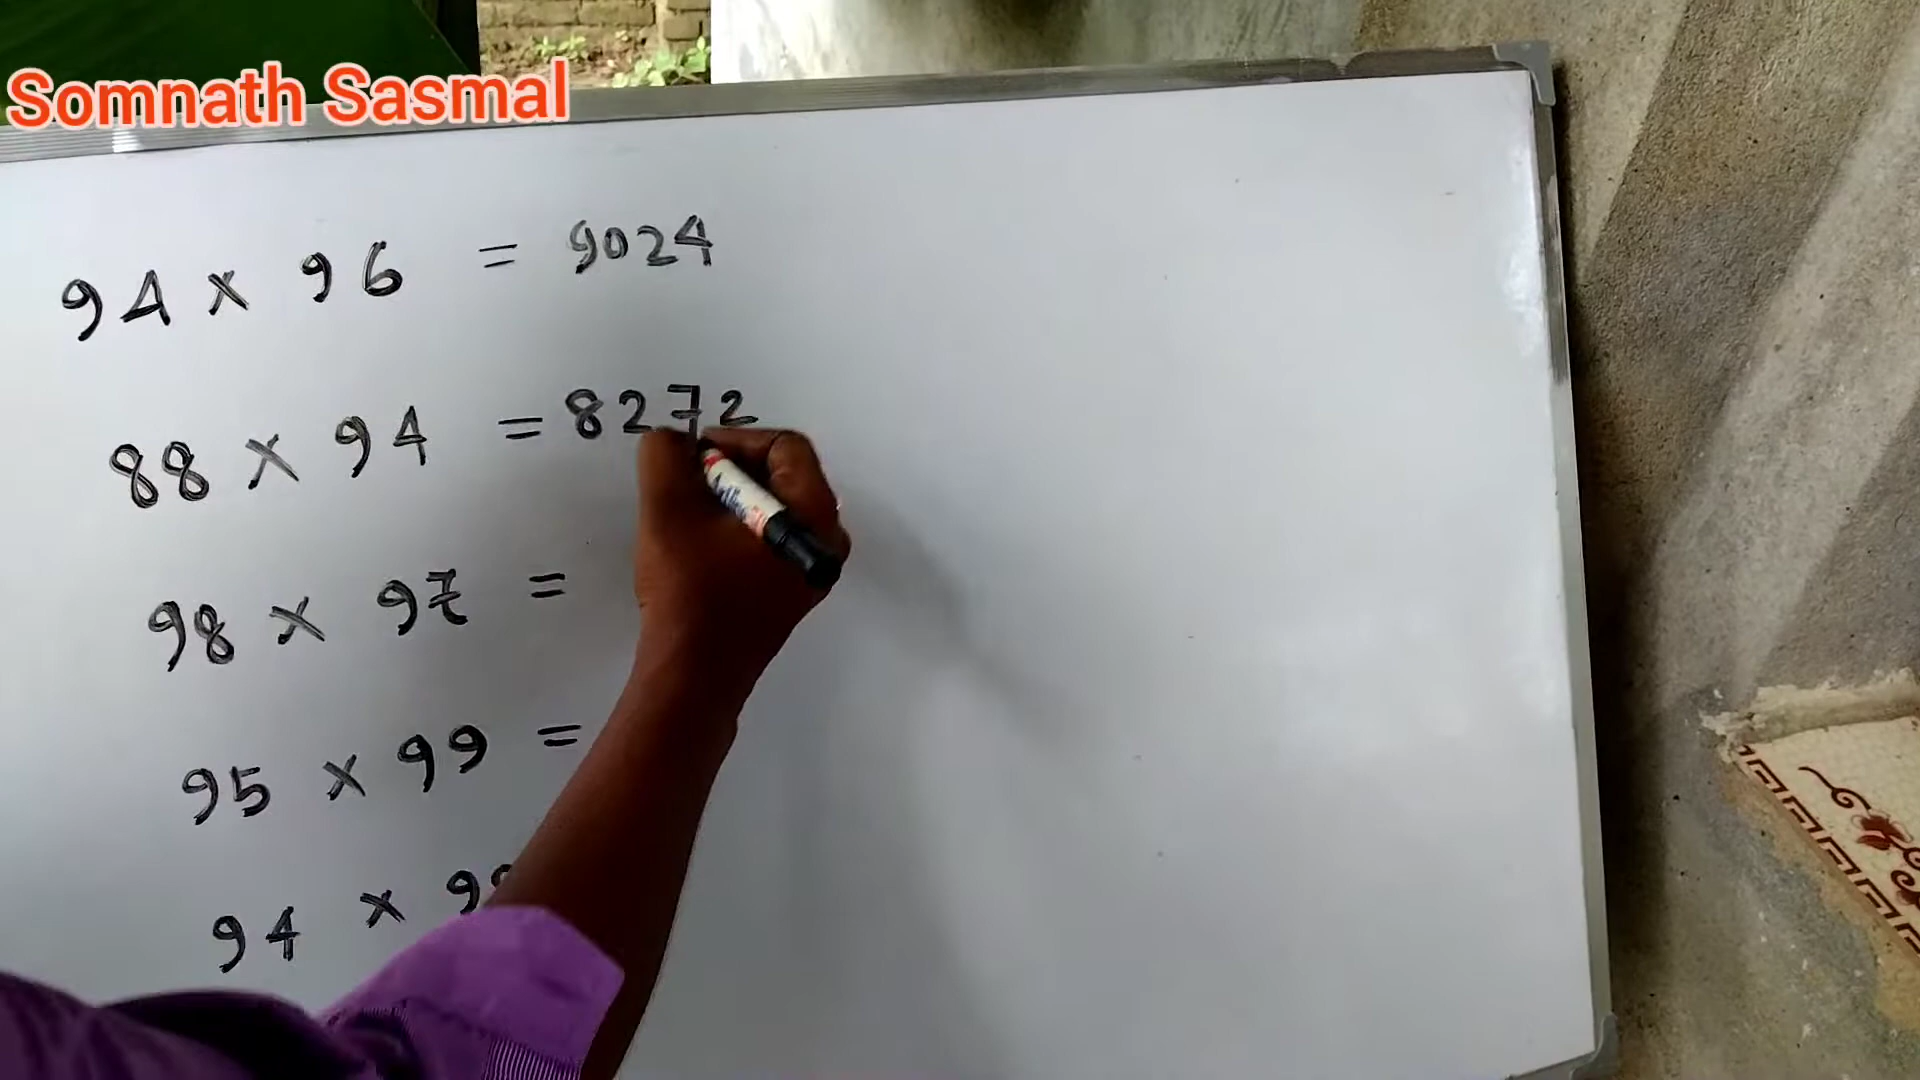 Somnath Sasmal
94 × 96 = 9024
88 × 94 = 8272
98 × 97 =
95 × 99 =
94 × 9